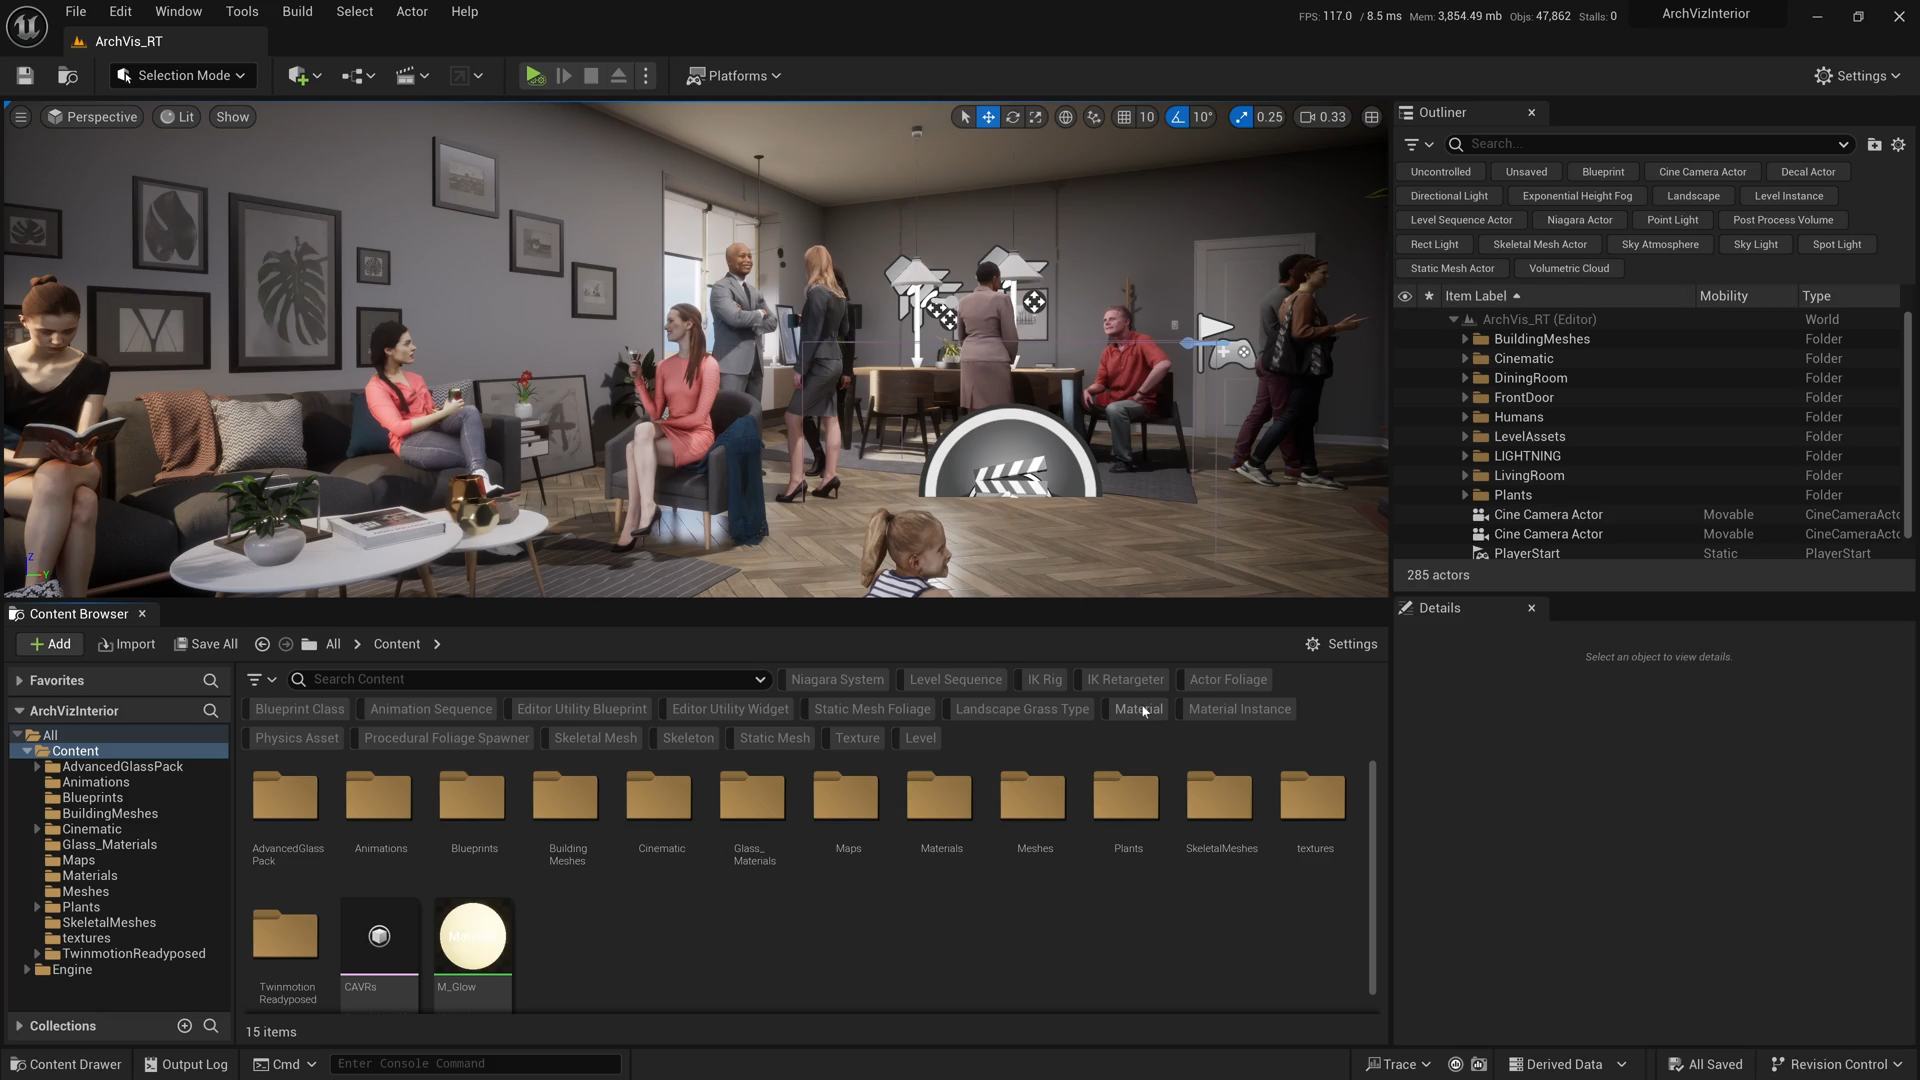 File Edit Window Tools Build Select Actor Help
FPS: 117.0 / 8.5 ms Mem: 3,854.49 mb Objs: 47,862 Stalls: 0
ArchVizInterior
ArchVis_RT
Selection Mode
Platforms
Settings
Perspective Lit Show
10 10° 0.25 0.33
Outliner
Search...
Uncontrolled Unsaved Blueprint Cine Camera Actor Decal Actor
Directional Light Exponential Height Fog Landscape Level Instance
Level Sequence Actor Niagara Actor Point Light Post Process Volume
Rect Light Skeletal Mesh Actor Sky Atmosphere Sky Light Spot Light
Static Mesh Actor Volumetric Cloud
Item Label Mobility Type
ArchVis_RT (Editor) World
BuildingMeshes Folder
Cinematic Folder
DiningRoom Folder
FrontDoor Folder
Humans Folder
LevelAssets Folder
LIGHTNING Folder
LivingRoom Folder
Plants Folder
Cine Camera Actor Movable CineCameraActo
Cine Camera Actor Movable CineCameraActo
PlayerStart Static PlayerStart
285 actors
Details
Select an object to view details.
Z
Y
Content Browser
Add Import Save All All Content Settings
Favorites
ArchVizInterior
All
Content
AdvancedGlassPack
Animations
Blueprints
BuildingMeshes
Cinematic
Glass_Materials
Maps
Materials
Meshes
Plants
SkeletalMeshes
textures
TwinmotionReadyposed
Engine
Collections
Search Content
Niagara System Level Sequence IK Rig IK Retargeter Actor Foliage
Blueprint Class Animation Sequence Editor Utility Blueprint Editor Utility Widget Static Mesh Foliage Landscape Grass Type Material Material Instance
Physics Asset Procedural Foliage Spawner Skeletal Mesh Skeleton Static Mesh Texture Level
AdvancedGlass
Pack
Animations
Blueprints
Building
Meshes
Cinematic
Glass_
Materials
Maps
Materials
Meshes
Plants
SkeletalMeshes
textures
Twinmotion
Readyposed
CAVRs
M_Glow
15 items
Content Drawer Output Log Cmd Enter Console Command
Trace Derived Data All Saved Revision Control